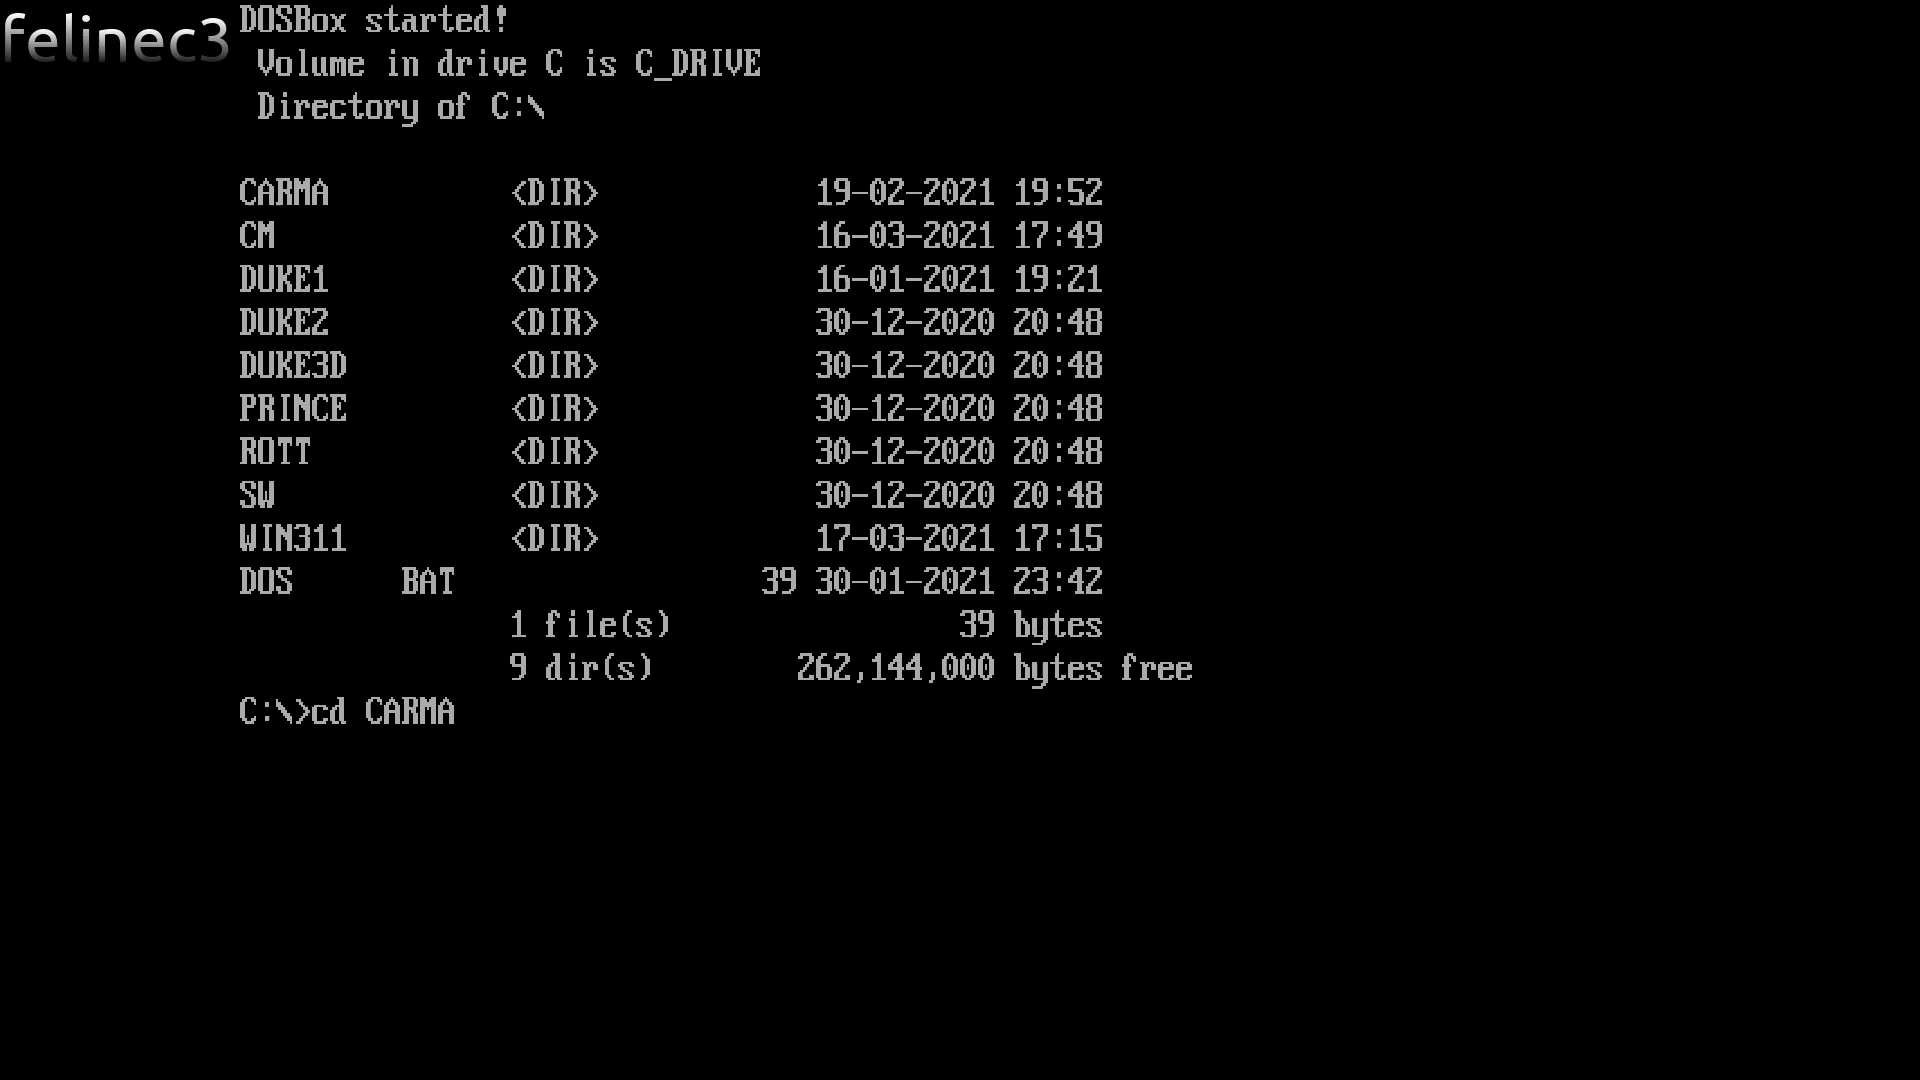 felinec3
DOSBox started!
Volume in drive C is C_DRIVE
Directory of C:\
CARMA <DIR> 19-02-2021 19:52
CM <DIR> 16-03-2021 17:49
DUKE1 <DIR> 16-01-2021 19:21
DUKE2 <DIR> 30-12-2020 20:48
DUKE3D <DIR> 30-12-2020 20:48
PRINCE <DIR> 30-12-2020 20:48
ROTT <DIR> 30-12-2020 20:48
SW <DIR> 30-12-2020 20:48
WIN311 <DIR> 17-03-2021 17:15
DOS BAT 39 30-01-2021 23:42
1 file(s) 39 bytes
9 dir(s) 262,144,000 bytes free
C:\>cd CARMA